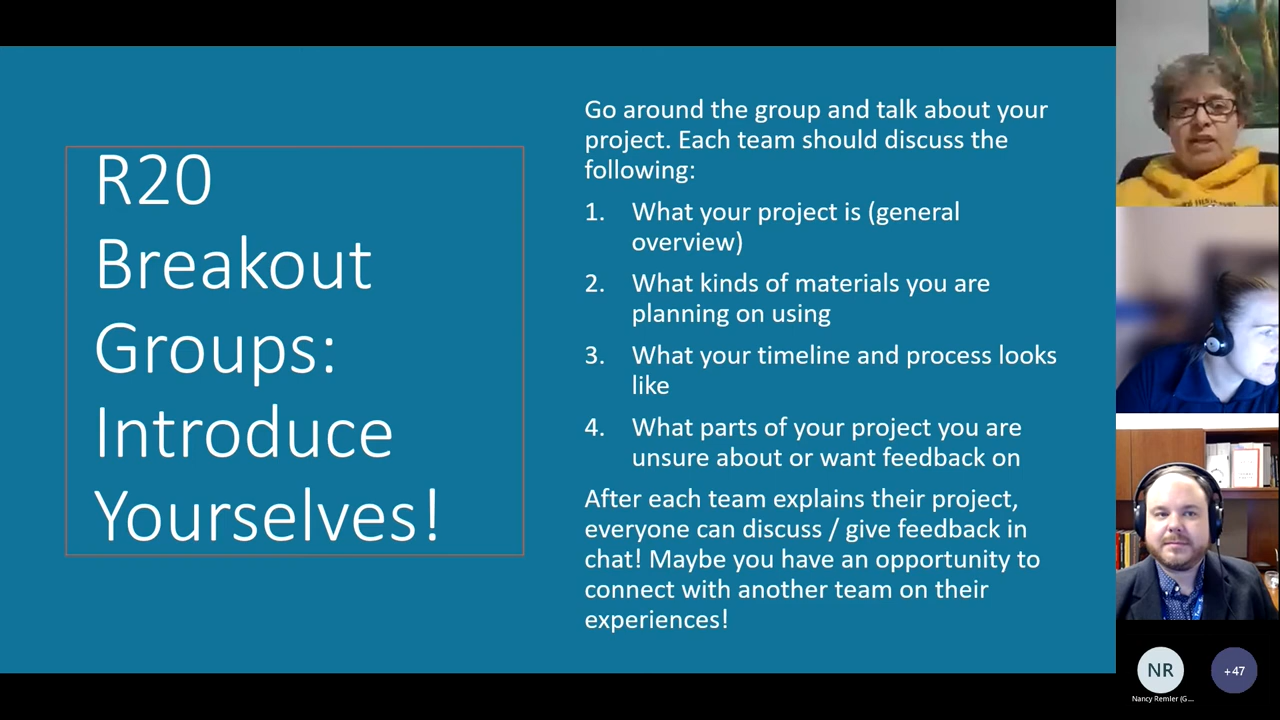 R20
Breakout
Groups:
Introduce
Yourselves!
Go around the group and talk about your
project. Each team should discuss the
following:
1. What your project is (general
overview)
2. What kinds of materials you are
planning on using
3. What your timeline and process looks
like
4. What parts of your project you are
unsure about or want feedback on
After each team explains their project,
everyone can discuss / give feedback in
chat! Maybe you have an opportunity to
connect with another team on their
experiences!
NR
+47
Nancy Remler (G...